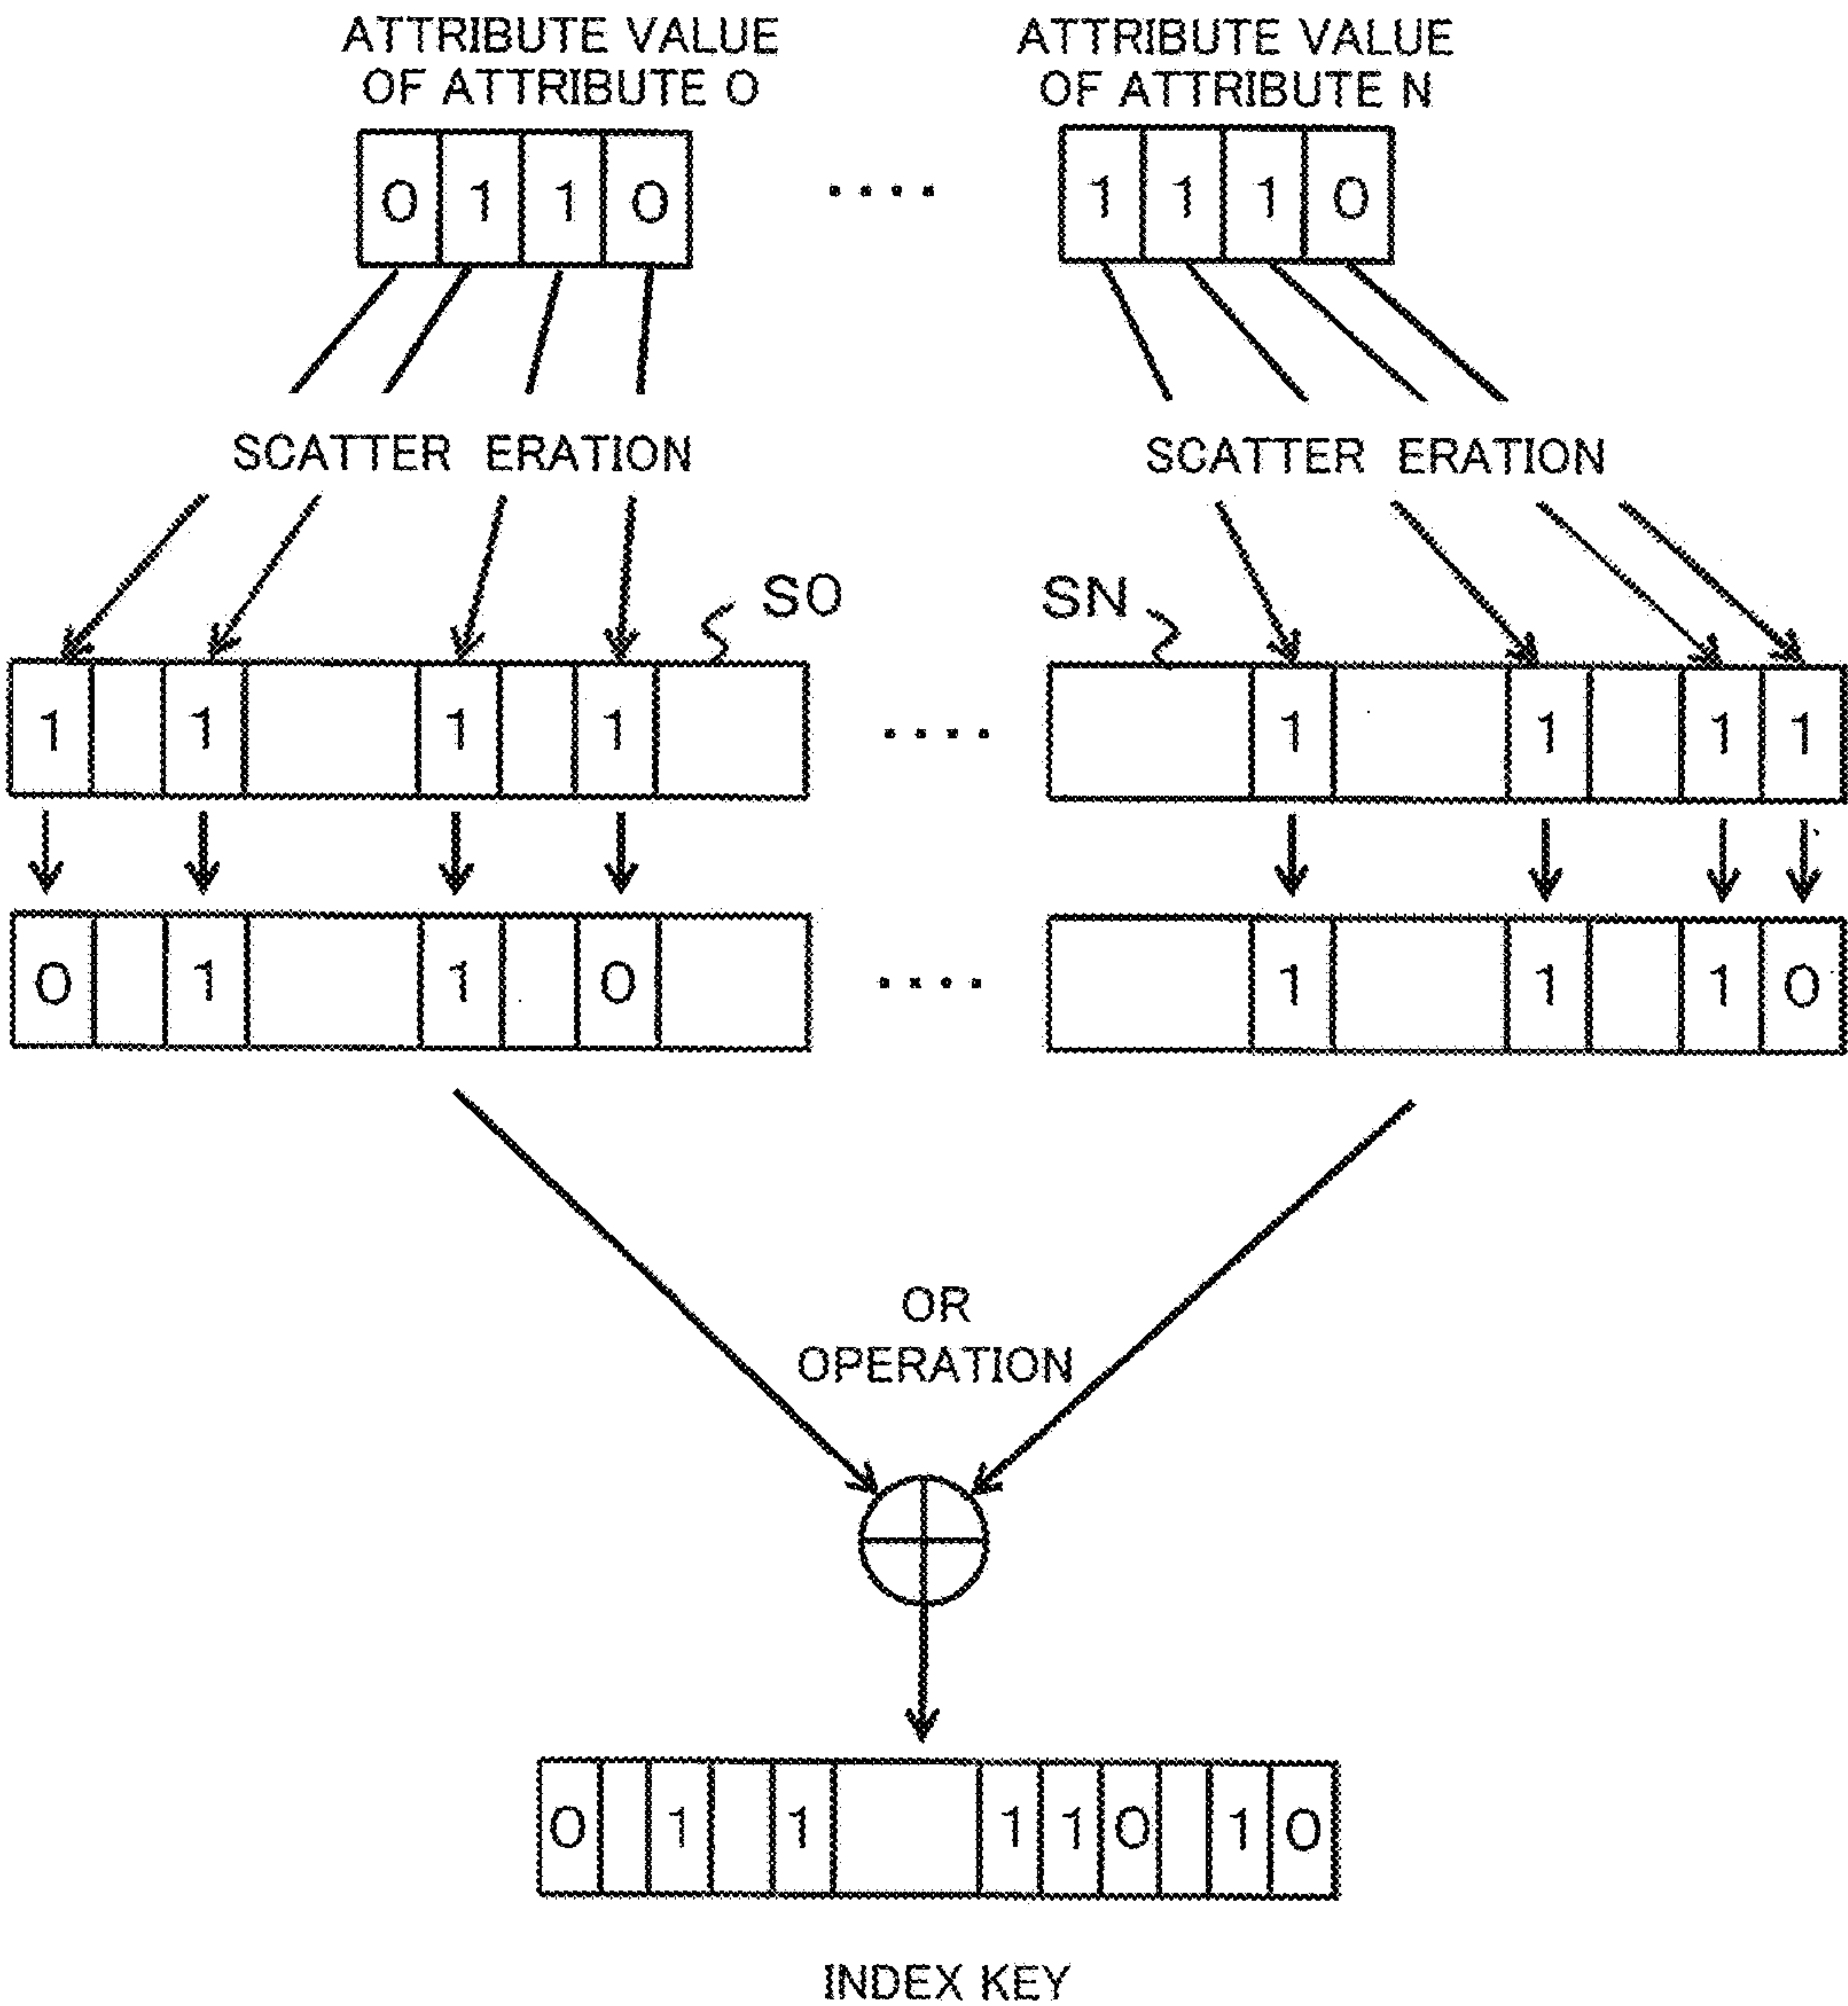 ATTRIBUTE VALUE
OF ATTRIBUTE 0
ATTRIBUTE VALUE
OF ATTRIBUTE N
0 1 1 0
····
1 1 1 0
SCATTER ERATION
SCATTER ERATION
S0
SN
1 1 1 1
····
1 1 1 1
0 1 1 0
····
1 1 1 0
OR
OPERATION
0 1 1 1 1 0 1 0
INDEX KEY